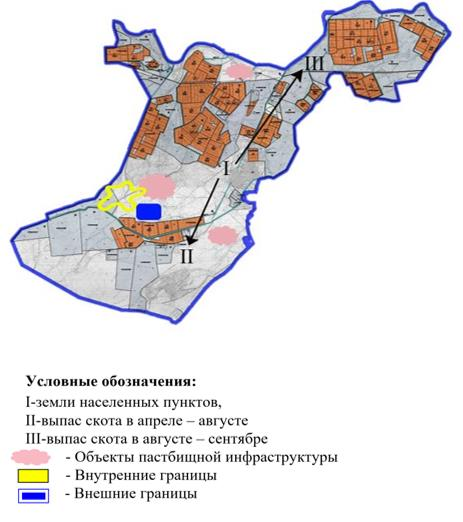 III
I
II
Условные обозначения:
I-земли населенных пунктов,
II-выпас скота в апреле – августе
III-выпас скота в августе – сентябре
- Объекты пастбищной инфраструктуры
- Внутренние границы
- Внешние границы